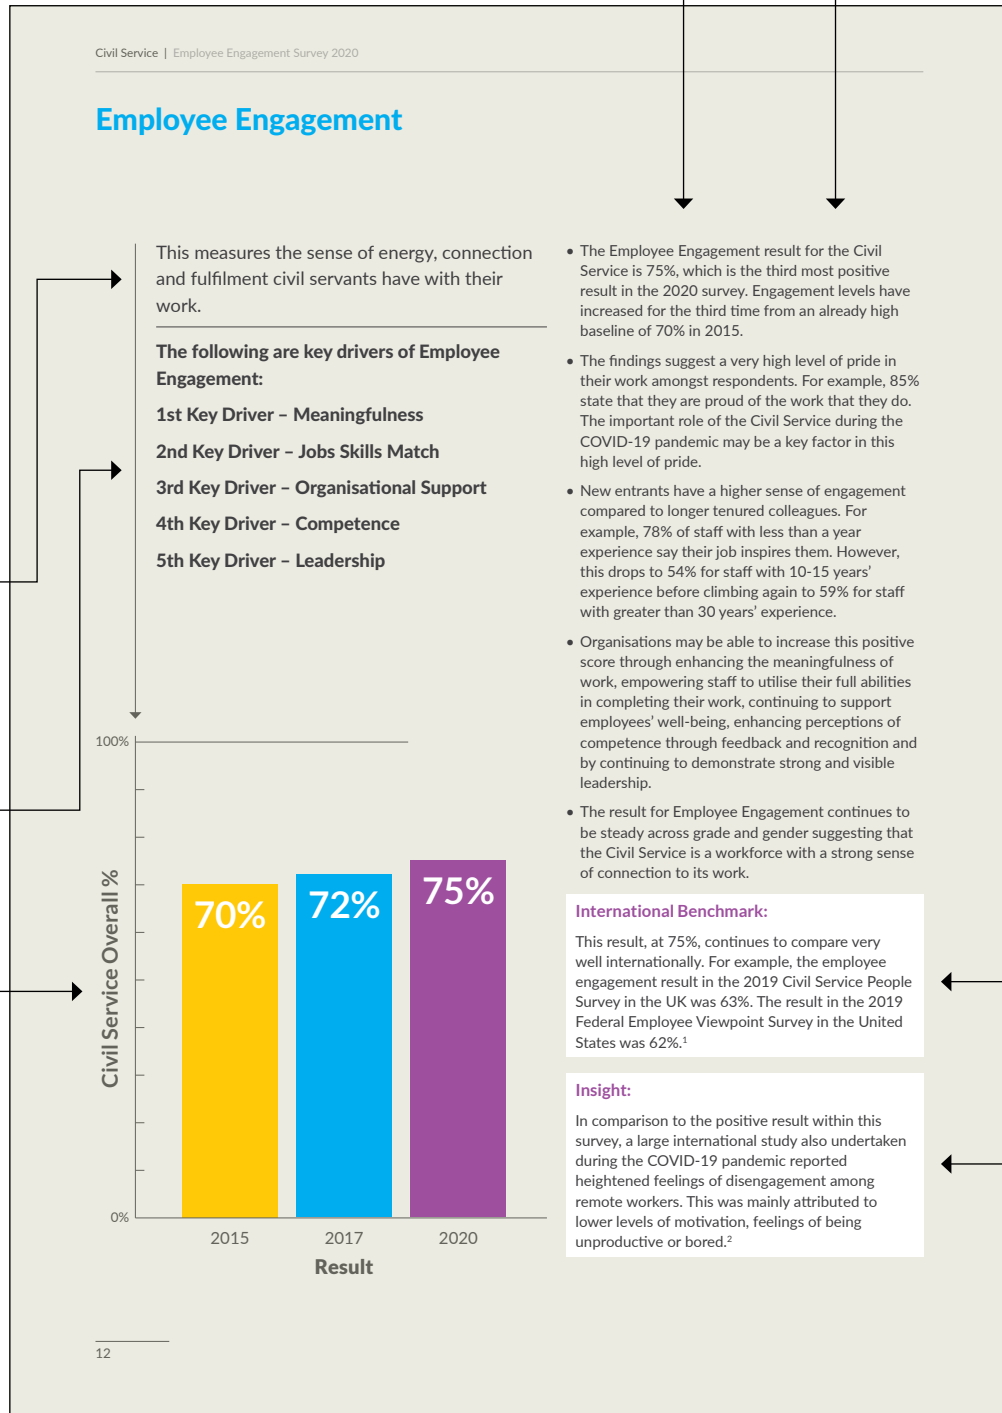 Civil Service | Employee Engagement Survey 2020
Employee Engagement
This measures the sense of energy, connection
and fulfilment civil servants have with their
work.
The following are key drivers of Employee
Engagement:
1st Key Driver – Meaningfulness
2nd Key Driver – Jobs Skills Match
3rd Key Driver – Organisational Support
4th Key Driver – Competence
5th Key Driver – Leadership
100%
Civil Service Overall %
70%
72%
75%
0%
2015
2017
2020
Result
• The Employee Engagement result for the Civil
Service is 75%, which is the third most positive
result in the 2020 survey. Engagement levels have
increased for the third time from an already high
baseline of 70% in 2015.
• The findings suggest a very high level of pride in
their work amongst respondents. For example, 85%
state that they are proud of the work that they do.
The important role of the Civil Service during the
COVID-19 pandemic may be a key factor in this
high level of pride.
• New entrants have a higher sense of engagement
compared to longer tenured colleagues. For
example, 78% of staff with less than a year
experience say their job inspires them. However,
this drops to 54% for staff with 10-15 years’
experience before climbing again to 59% for staff
with greater than 30 years’ experience.
• Organisations may be able to increase this positive
score through enhancing the meaningfulness of
work, empowering staff to utilise their full abilities
in completing their work, continuing to support
employees’ well-being, enhancing perceptions of
competence through feedback and recognition and
by continuing to demonstrate strong and visible
leadership.
• The result for Employee Engagement continues to
be steady across grade and gender suggesting that
the Civil Service is a workforce with a strong sense
of connection to its work.
International Benchmark:
This result, at 75%, continues to compare very
well internationally. For example, the employee
engagement result in the 2019 Civil Service People
Survey in the UK was 63%. The result in the 2019
Federal Employee Viewpoint Survey in the United
States was 62%.¹
Insight:
In comparison to the positive result within this
survey, a large international study also undertaken
during the COVID-19 pandemic reported
heightened feelings of disengagement among
remote workers. This was mainly attributed to
lower levels of motivation, feelings of being
unproductive or bored.²
12